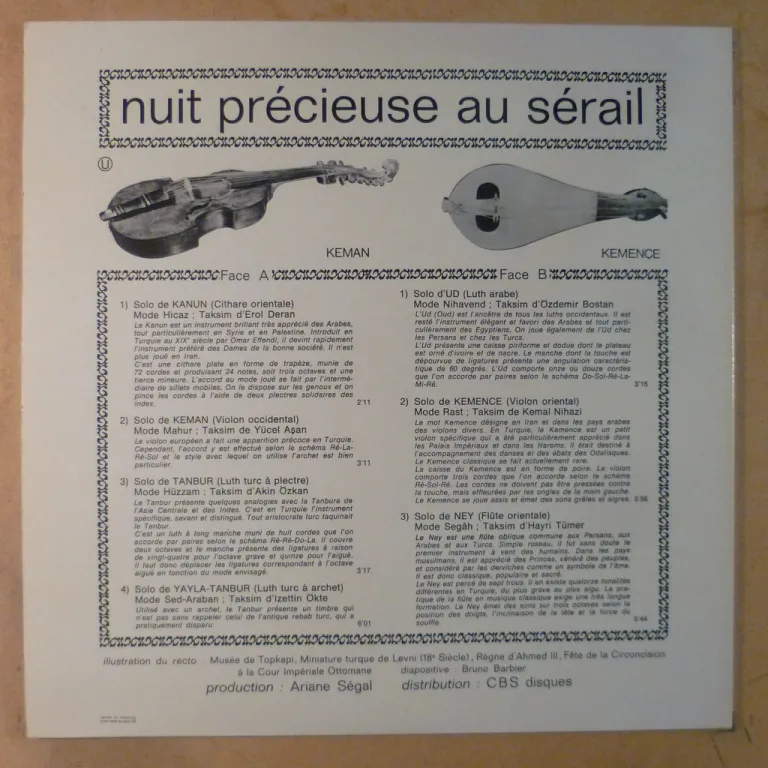 nuit précieuse au sérail
U
KEMAN
KEMENÇE
Face A
1) Solo de KANUN (Cithare orientale)
Mode Hicaz ; Taksim d'Erol Deran
Le Kanun est un instrument brillant très apprécié des Arabes,
tout particulièrement en Syrie et en Palestine. Introduit en
Turquie au XIXe siècle par Omar Effendi, il devint rapidement
l'instrument préféré des Dames de la bonne société. Il n'est
plus joué en Iran.
C'est une cithare plate en forme de trapèze, munie de
72 cordes et produisant 24 notes, soit trois octaves et une
tierce mineure. L'accord au mode joué se fait par l'intermé-
diaire de sillets mobiles. On le dispose sur les genoux et on
pince les cordes à l'aide de deux plectres solidaires des
index.
2'11
2) Solo de KEMAN (Violon occidental)
Mode Mahur ; Taksim de Yücel Aşan
Le violon européen a fait une apparition précoce en Turquie.
Cependant, l'accord y est effectué selon le schéma Ré-La-
Ré-Sol et le style avec lequel on utilise l'archet est bien
particulier.
3'11
3) Solo de TANBUR (Luth turc à plectre)
Mode Hüzzam ; Taksim d'Akin Özkan
Le Tanbur présente quelques analogies avec la Tanbura de
l'Asie Centrale et des Indes. C'est en Turquie l'instrument
spécifique, savant et distingué. Tout aristocrate turc taquinait
le Tanbur.
C'est un luth à long manche muni de huit cordes que l'on
accorde par paires selon le schéma Ré-Ré-Do-La. Il couvre
deux octaves et le manche présente des ligatures à raison
de vingt-quatre pour l'octave grave et quinze pour l'aiguë.
Il faut donc déplacer les ligatures correspondant à l'octave
aiguë en fonction du mode envisagé.
3'17
4) Solo de YAYLA-TANBUR (Luth turc à archet)
Mode Sed-Araban ; Taksim d'Izettin Ökte
Utilisé avec un archet, le Tanbur présente un timbre qui
n'est pas sans rappeler celui de l'antique rebab turc, qui a
pratiquement disparu.
6'01
Face B
1) Solo d'UD (Luth arabe)
Mode Nihavend ; Taksim d'Özdemir Bostan
L'Ud (Oud) est l'ancêtre de tous les luths occidentaux. Il est
resté l'instrument élégant et favori des Arabes et tout parti-
culièrement des Egyptiens. On joue également de l'Ud chez
les Persans et chez les Turcs.
L'Ud présente une caisse piriforme et dodue dont le plateau
est orné d'ivoire et de nacre. Le manche dont la touche est
dépourvue de ligatures présente une angulation caractéris-
tique de 60 degrés. L'Ud comporte onze ou douze cordes
que l'on accorde par paires selon le schéma Do-Sol-Ré-La-
Mi-Ré.
3'15
2) Solo de KEMENCE (Violon oriental)
Mode Rast ; Taksim de Kemal Nihazi
Le mot Kemence désigne en Iran et dans les pays arabes
des violons divers. En Turquie, la Kemence est un petit
violon spécifique qui a été particulièrement apprécié dans
les Palais Impériaux et dans les Harems. Il était destiné à
l'accompagnement des danses et des ébats des Odalisques.
Le Kemence classique se fait actuellement rare.
La caisse du Kemence est en forme de poire. Le violon
comporte trois cordes que l'on accorde selon le schéma
Ré-Sol-Ré. Les cordes ne doivent pas être pressées contre
la touche, mais effleurées par les ongles de la main gauche.
Le Kemence se joue assis et émet des sons grêles et aigres.
3) Solo de NEY (Flûte orientale)
Mode Segâh ; Taksim d'Hayri Tümer
Le Ney est une flûte oblique commune aux Persans, aux
Arabes et aux Turcs. Simple roseau, il fut sans doute le
premier instrument à vent des humains. Dans les pays
musulmans, il est apprécié des Princes, vénéré des peuples,
et considéré par les derviches comme un symbole de l'âme.
Il est donc classique, populaire et sacré.
Le Ney est percé de sept trous. Il en existe quatorze tonalités
différentes en Turquie, du plus grave au plus aigu. La pra-
tique de la flûte en musique classique exige une très longue
formation. Le Ney émet des sons sur trois octaves selon la
position des doigts, l'inclinaison de la tête et la force du
souffle.
5'44
illustration du recto : Musée de Topkapi, Miniature turque de Levni (18e Siècle), Règne d'Ahmed III, Fête de la Circoncision
à la Cour Impériale Ottomane diapositive : Bruno Barbier
production : Ariane Ségal distribution : CBS disques